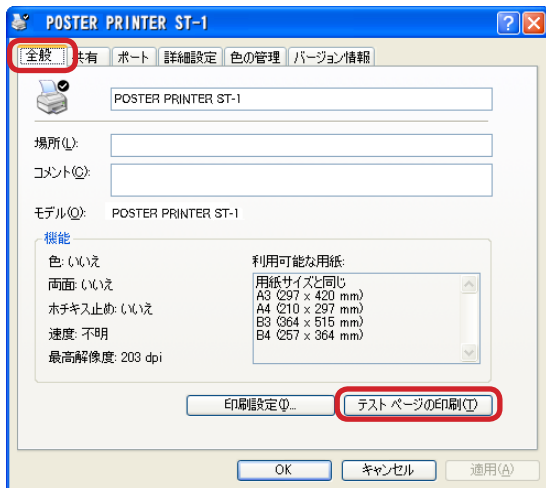 POSTER PRINTER ST-1
全般 共有 ポート 詳細設定 色の管理 バージョン情報
POSTER PRINTER ST-1
場所(L):
コメント(C):
モデル(O): POSTER PRINTER ST-1
機能
色: いいえ
利用可能な用紙:
両面: いいえ
用紙サイズと同じ
A3 (297 x 420 mm)
ホチキス止め: いいえ
A4 (210 x 297 mm)
B3 (364 x 515 mm)
速度: 不明
B4 (257 x 364 mm)
最高解像度: 203 dpi
印刷設定(I)... テスト ページの印刷(T)
OK キャンセル 適用(A)